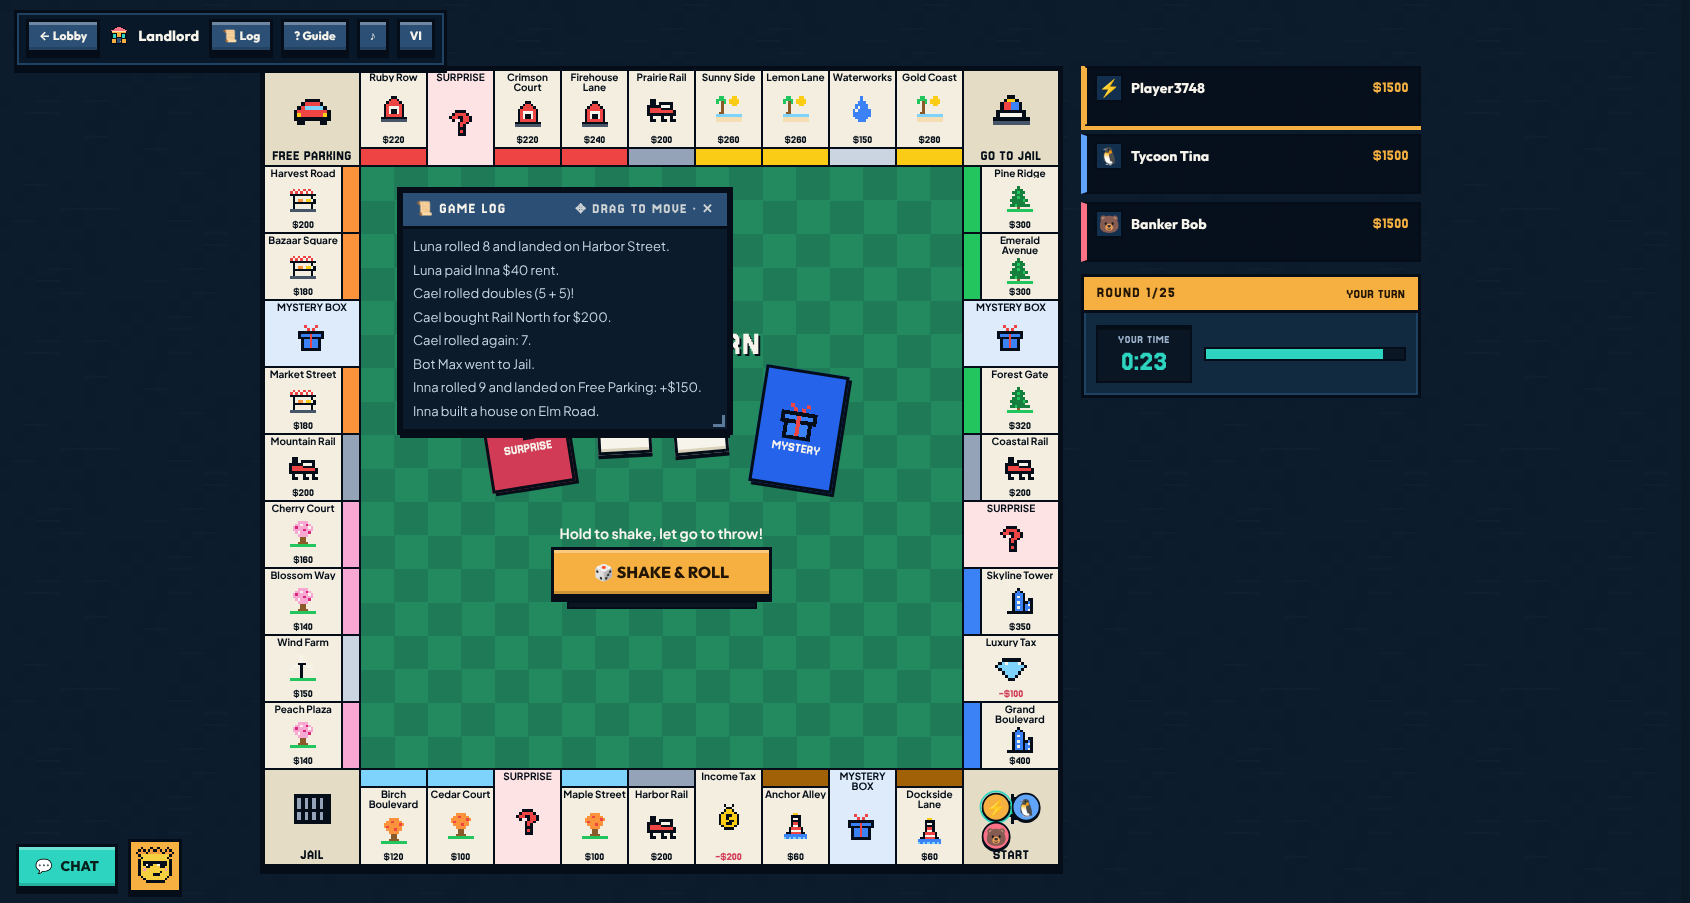 ← Lobby
Landlord
Log
? Guide
♪
VI
FREE PARKING
Ruby Row
$220
SURPRISE
Crimson
Court
$220
Firehouse
Lane
$240
Prairie Rail
$200
Sunny Side
$260
Lemon Lane
$260
Waterworks
$150
Gold Coast
$280
GO TO JAIL
Harvest Road
$200
Bazaar Square
$180
MYSTERY BOX
Market Street
$180
Mountain Rail
$200
Cherry Court
$160
Blossom Way
$140
Wind Farm
$150
Peach Plaza
$140
GAME LOG
✥ DRAG TO MOVE · ✕
Luna rolled 8 and landed on Harbor Street.
Luna paid Inna $40 rent.
Cael rolled doubles (5 + 5)!
Cael bought Rail North for $200.
Cael rolled again: 7.
Bot Max went to Jail.
Inna rolled 9 and landed on Free Parking: +$150.
Inna built a house on Elm Road.
RN
SURPRISE
MYSTERY
Hold to shake, let go to throw!
SHAKE & ROLL
Pine Ridge
$300
Emerald
Avenue
$300
MYSTERY BOX
Forest Gate
$320
Coastal Rail
$200
SURPRISE
Skyline Tower
$350
Luxury Tax
-$100
Grand
Boulevard
$400
JAIL
Birch
Boulevard
$120
Cedar Court
$100
SURPRISE
Maple Street
$100
Harbor Rail
$200
Income Tax
-$200
Anchor Alley
$60
MYSTERY
BOX
Dockside
Lane
$60
START
Player3748
$1500
Tycoon Tina
$1500
Banker Bob
$1500
ROUND 1/25
YOUR TURN
YOUR TIME
0:23
CHAT